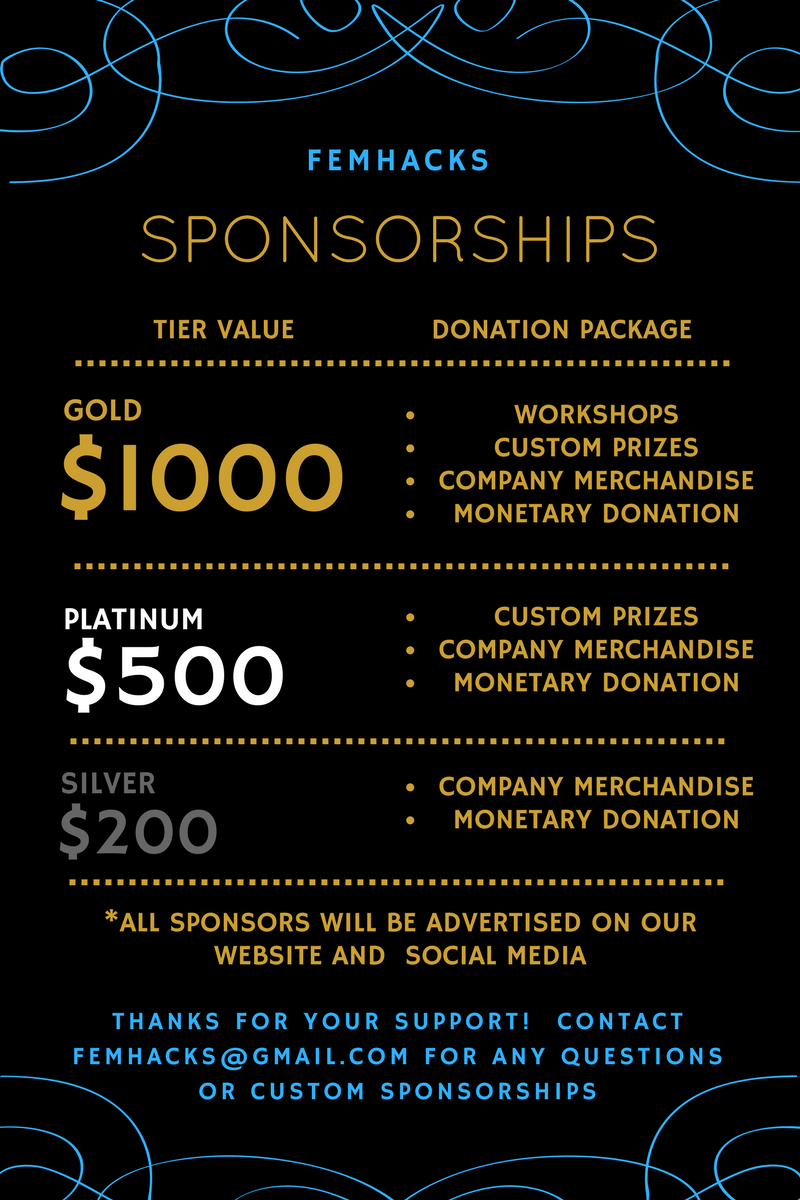 FEMHACKS
SPONSORSHIPS
TIER VALUE DONATION PACKAGE
GOLD
$1000
• WORKSHOPS
• CUSTOM PRIZES
• COMPANY MERCHANDISE
• MONETARY DONATION
PLATINUM
$500
• CUSTOM PRIZES
• COMPANY MERCHANDISE
• MONETARY DONATION
SILVER
$200
• COMPANY MERCHANDISE
• MONETARY DONATION
*ALL SPONSORS WILL BE ADVERTISED ON OUR
WEBSITE AND SOCIAL MEDIA
THANKS FOR YOUR SUPPORT! CONTACT
FEMHACKS@GMAIL.COM FOR ANY QUESTIONS
OR CUSTOM SPONSORSHIPS